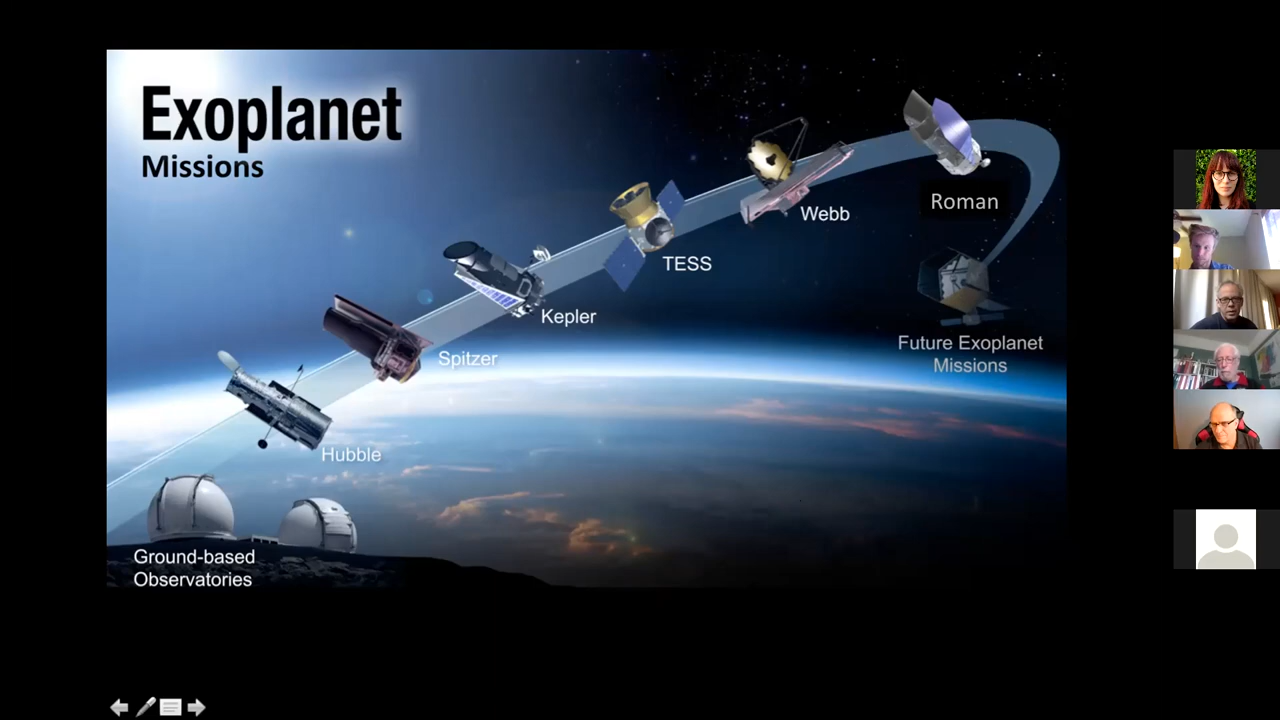 Exoplanet
Missions
Roman
Webb
TESS
Kepler
Future Exoplanet
Missions
Spitzer
Hubble
Ground-based
Observatories